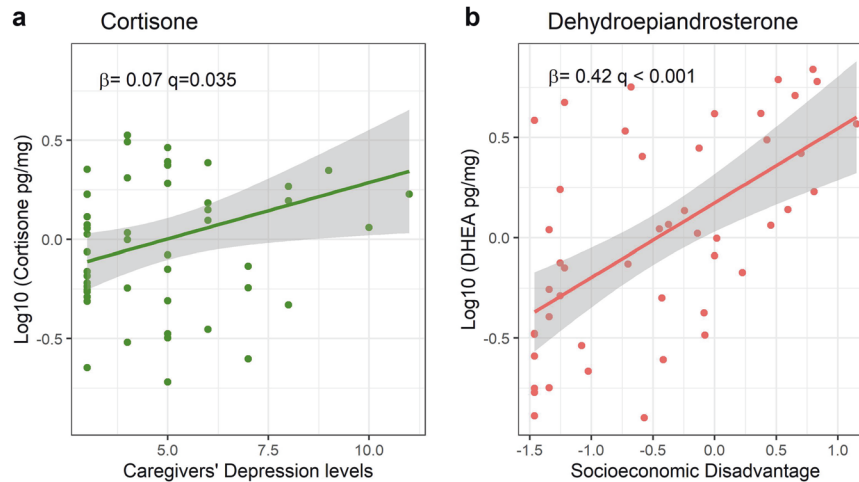 a Cortisone
β= 0.07 q=0.035
Log10 (Cortisone pg/mg)
0.5
0.0
-0.5
5.0 7.5 10.0
Caregivers' Depression levels
b Dehydroepiandrosterone
β= 0.42 q < 0.001
Log10 (DHEA pg/mg)
0.5
0.0
-0.5
-1.5 -1.0 -0.5 0.0 0.5 1.0
Socioeconomic Disadvantage